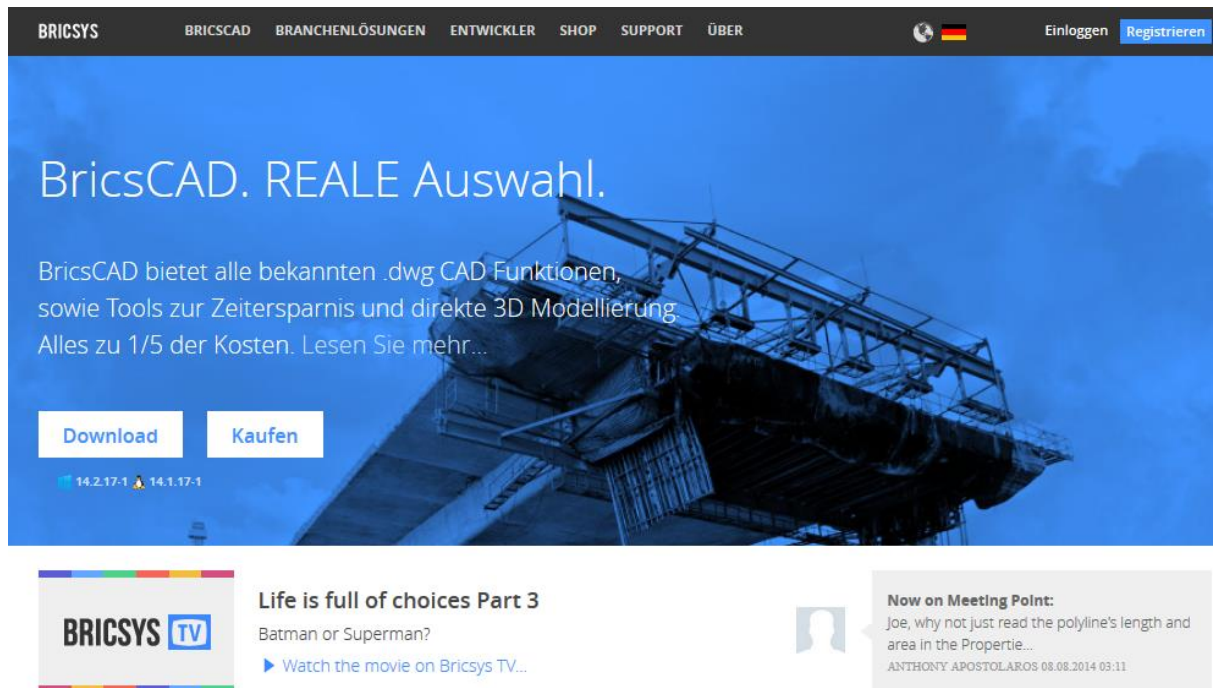 BRICSYS BRICSCAD BRANCHENLÖSUNGEN ENTWICKLER SHOP SUPPORT ÜBER Einloggen Registrieren
BricsCAD. REALE Auswahl.
BricsCAD bietet alle bekannten .dwg CAD Funktionen,
sowie Tools zur Zeitersparnis und direkte 3D Modellierung.
Alles zu 1/5 der Kosten. Lesen Sie mehr...
Download Kaufen
14.2.17-1 14.1.17-1
BRICSYS TV
Life is full of choices Part 3
Batman or Superman?
Watch the movie on Bricsys TV...
Now on Meeting Point:
Joe, why not just read the polyline's length and
area in the Propertie...
ANTHONY APOSTOLAROS 08.08.2014 03:11